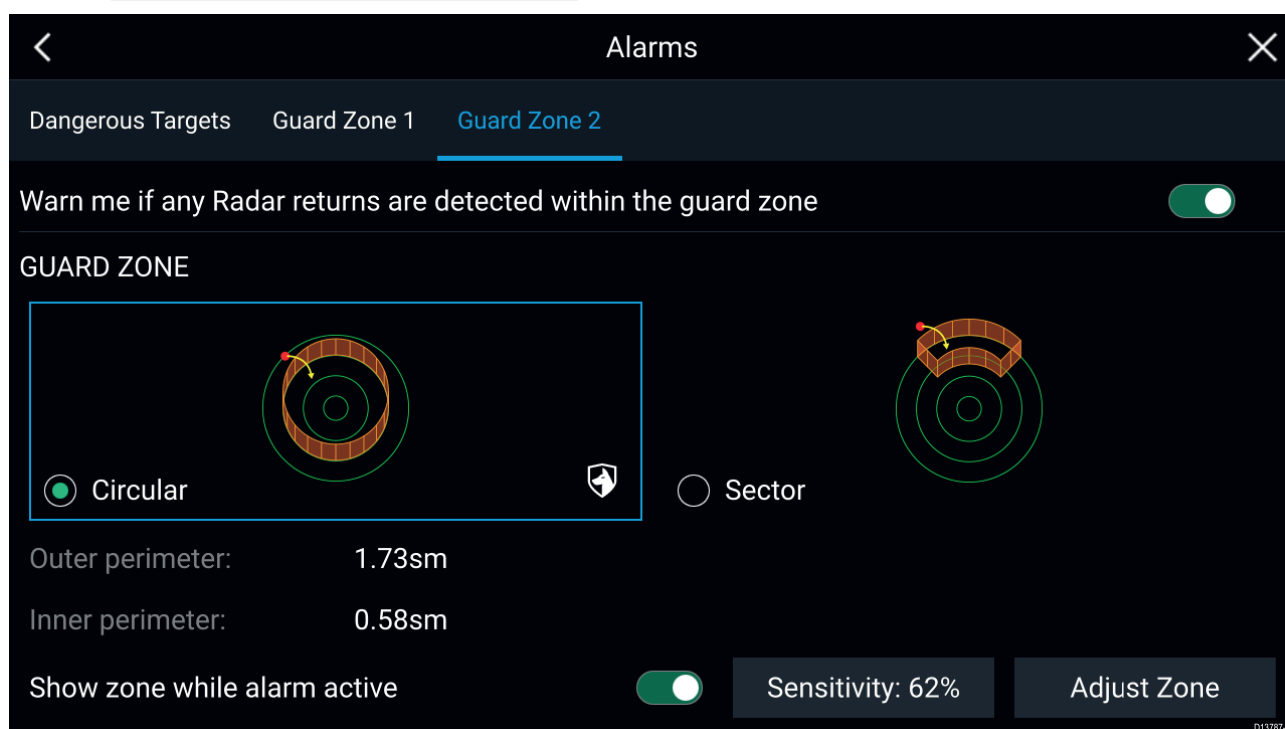 Alarms
Dangerous Targets Guard Zone 1 Guard Zone 2
Warn me if any Radar returns are detected within the guard zone
GUARD ZONE
Circular Sector
Outer perimeter: 1.73sm
Inner perimeter: 0.58sm
Show zone while alarm active Sensitivity: 62% Adjust Zone